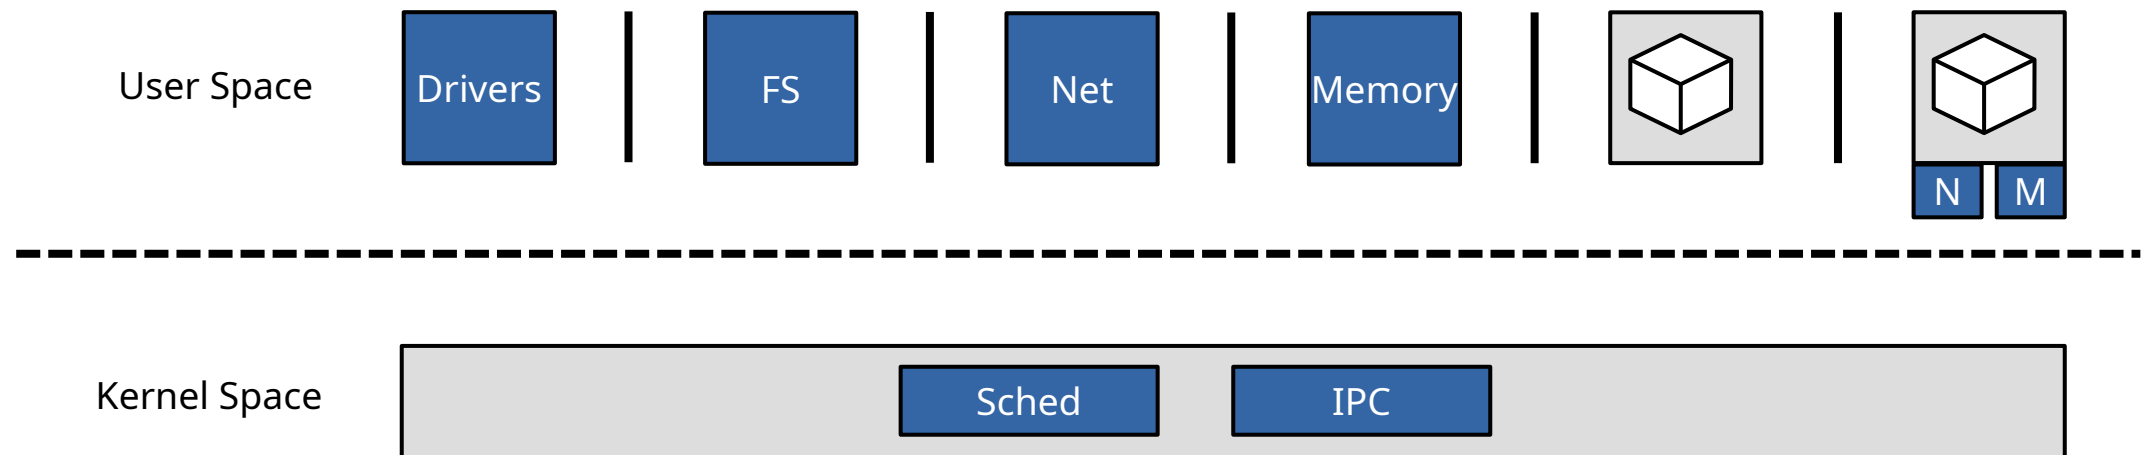 User Space
Drivers
FS
Net
Memory
N
M
Kernel Space
Sched
IPC